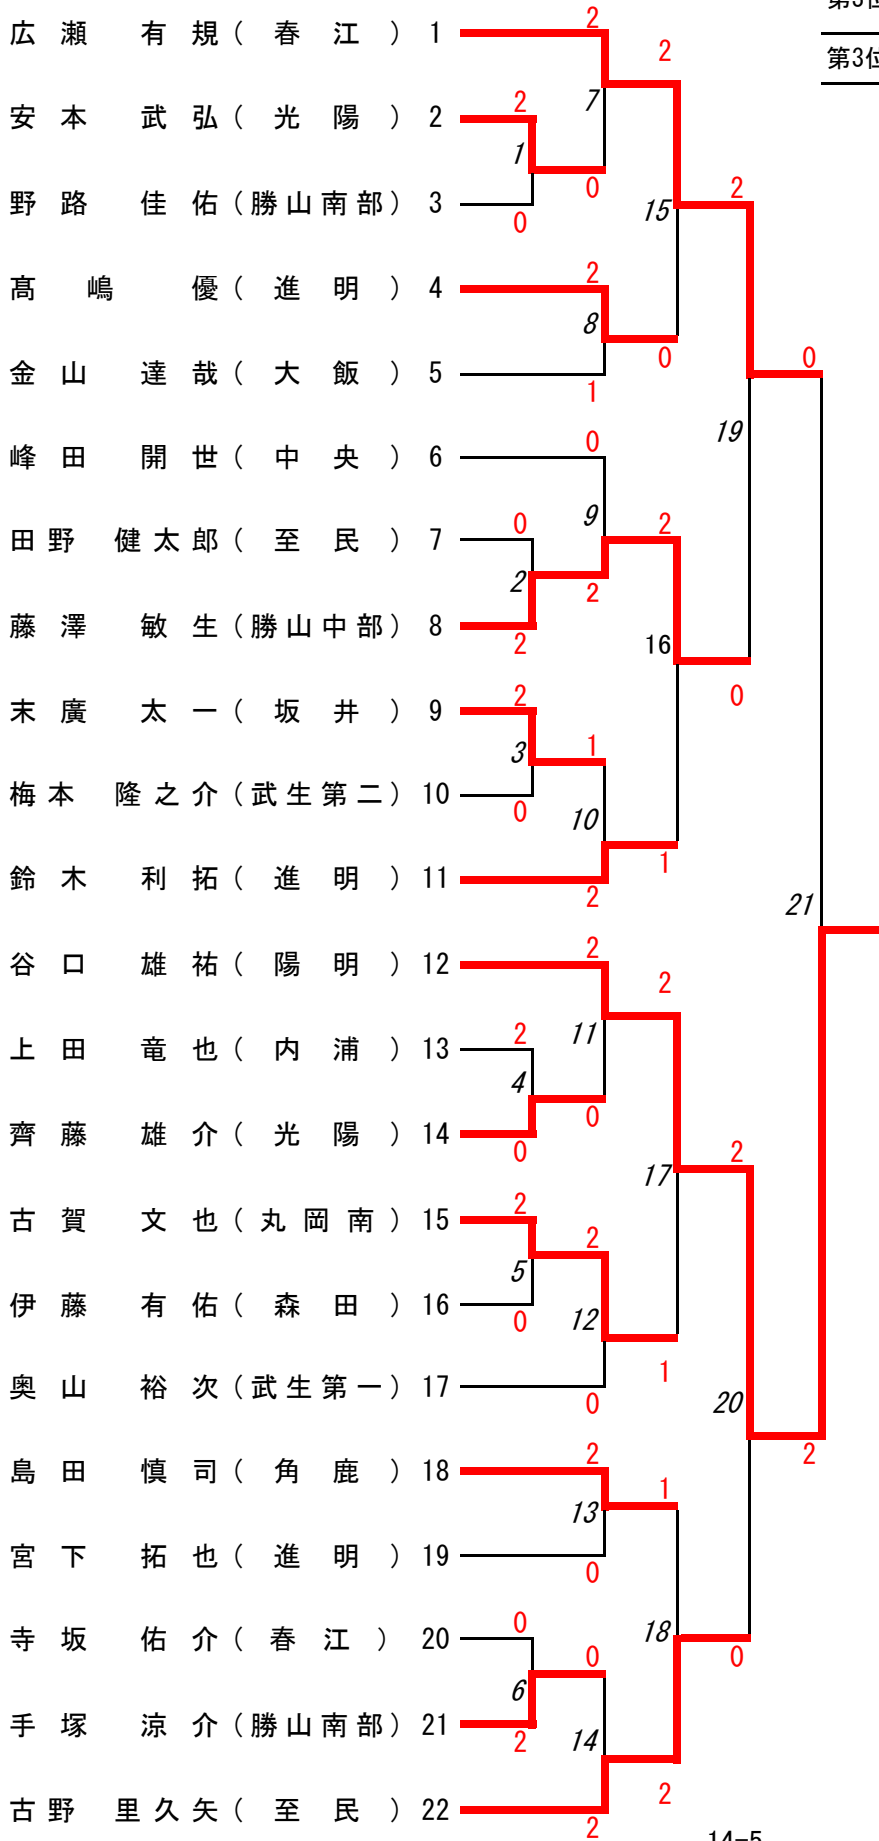 第3位
第3位
広瀬 有規(春江) 1
2
2
安本 武弘(光陽) 2
2
7
1
野路 佳佑(勝山南部) 3
0
0
15
2
髙嶋 優(進明) 4
2
8
0
金山 達哉(大飯) 5
1
0
19
峰田 開世(中央) 6
0
9
田野 健太郎(至民) 7
0
2
2
2
藤澤 敏生(勝山中部) 8
2
16
0
末廣 太一(坂井) 9
2
3
1
梅本 隆之介(武生第二) 10
0
10
鈴木 利拓(進明) 11
2
1
21
谷口 雄祐(陽明) 12
2
2
上田 竜也(内浦) 13
2
11
4
齊藤 雄介(光陽) 14
0
0
17
2
古賀 文也(丸岡南) 15
2
2
5
伊藤 有佑(森田) 16
0
12
奥山 裕次(武生第一) 17
0
1
20
2
島田 慎司(角鹿) 18
2
1
13
宮下 拓也(進明) 19
0
寺坂 佑介(春江) 20
0
18
0
0
6
手塚 涼介(勝山南部) 21
2
14
古野 里久矢(至民) 22
2
2
14-5